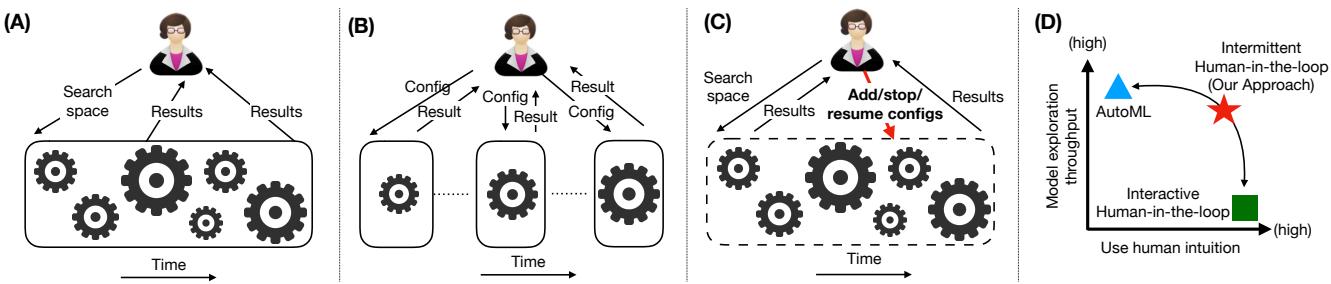 (A)
Search
space
Results
Results
Time
(B)
Config
Result
Config
Result
Result
Config
Time
(C)
Search
space
Results
Add/stop/
resume configs
Results
Time
(D)
(high)
Intermittent
Human-in-the-loop
(Our Approach)
AutoML
Model exploration
throughput
Interactive
Human-in-the-loop
(high)
Use human intuition